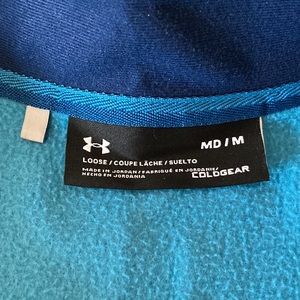 MD / M
LOOSE / COUPE LÂCHE / SUELTO
MADE IN JORDAN / FABRIQUÉ EN JORDANIE /
HECHO EN JORDANIA
COLDGEAR